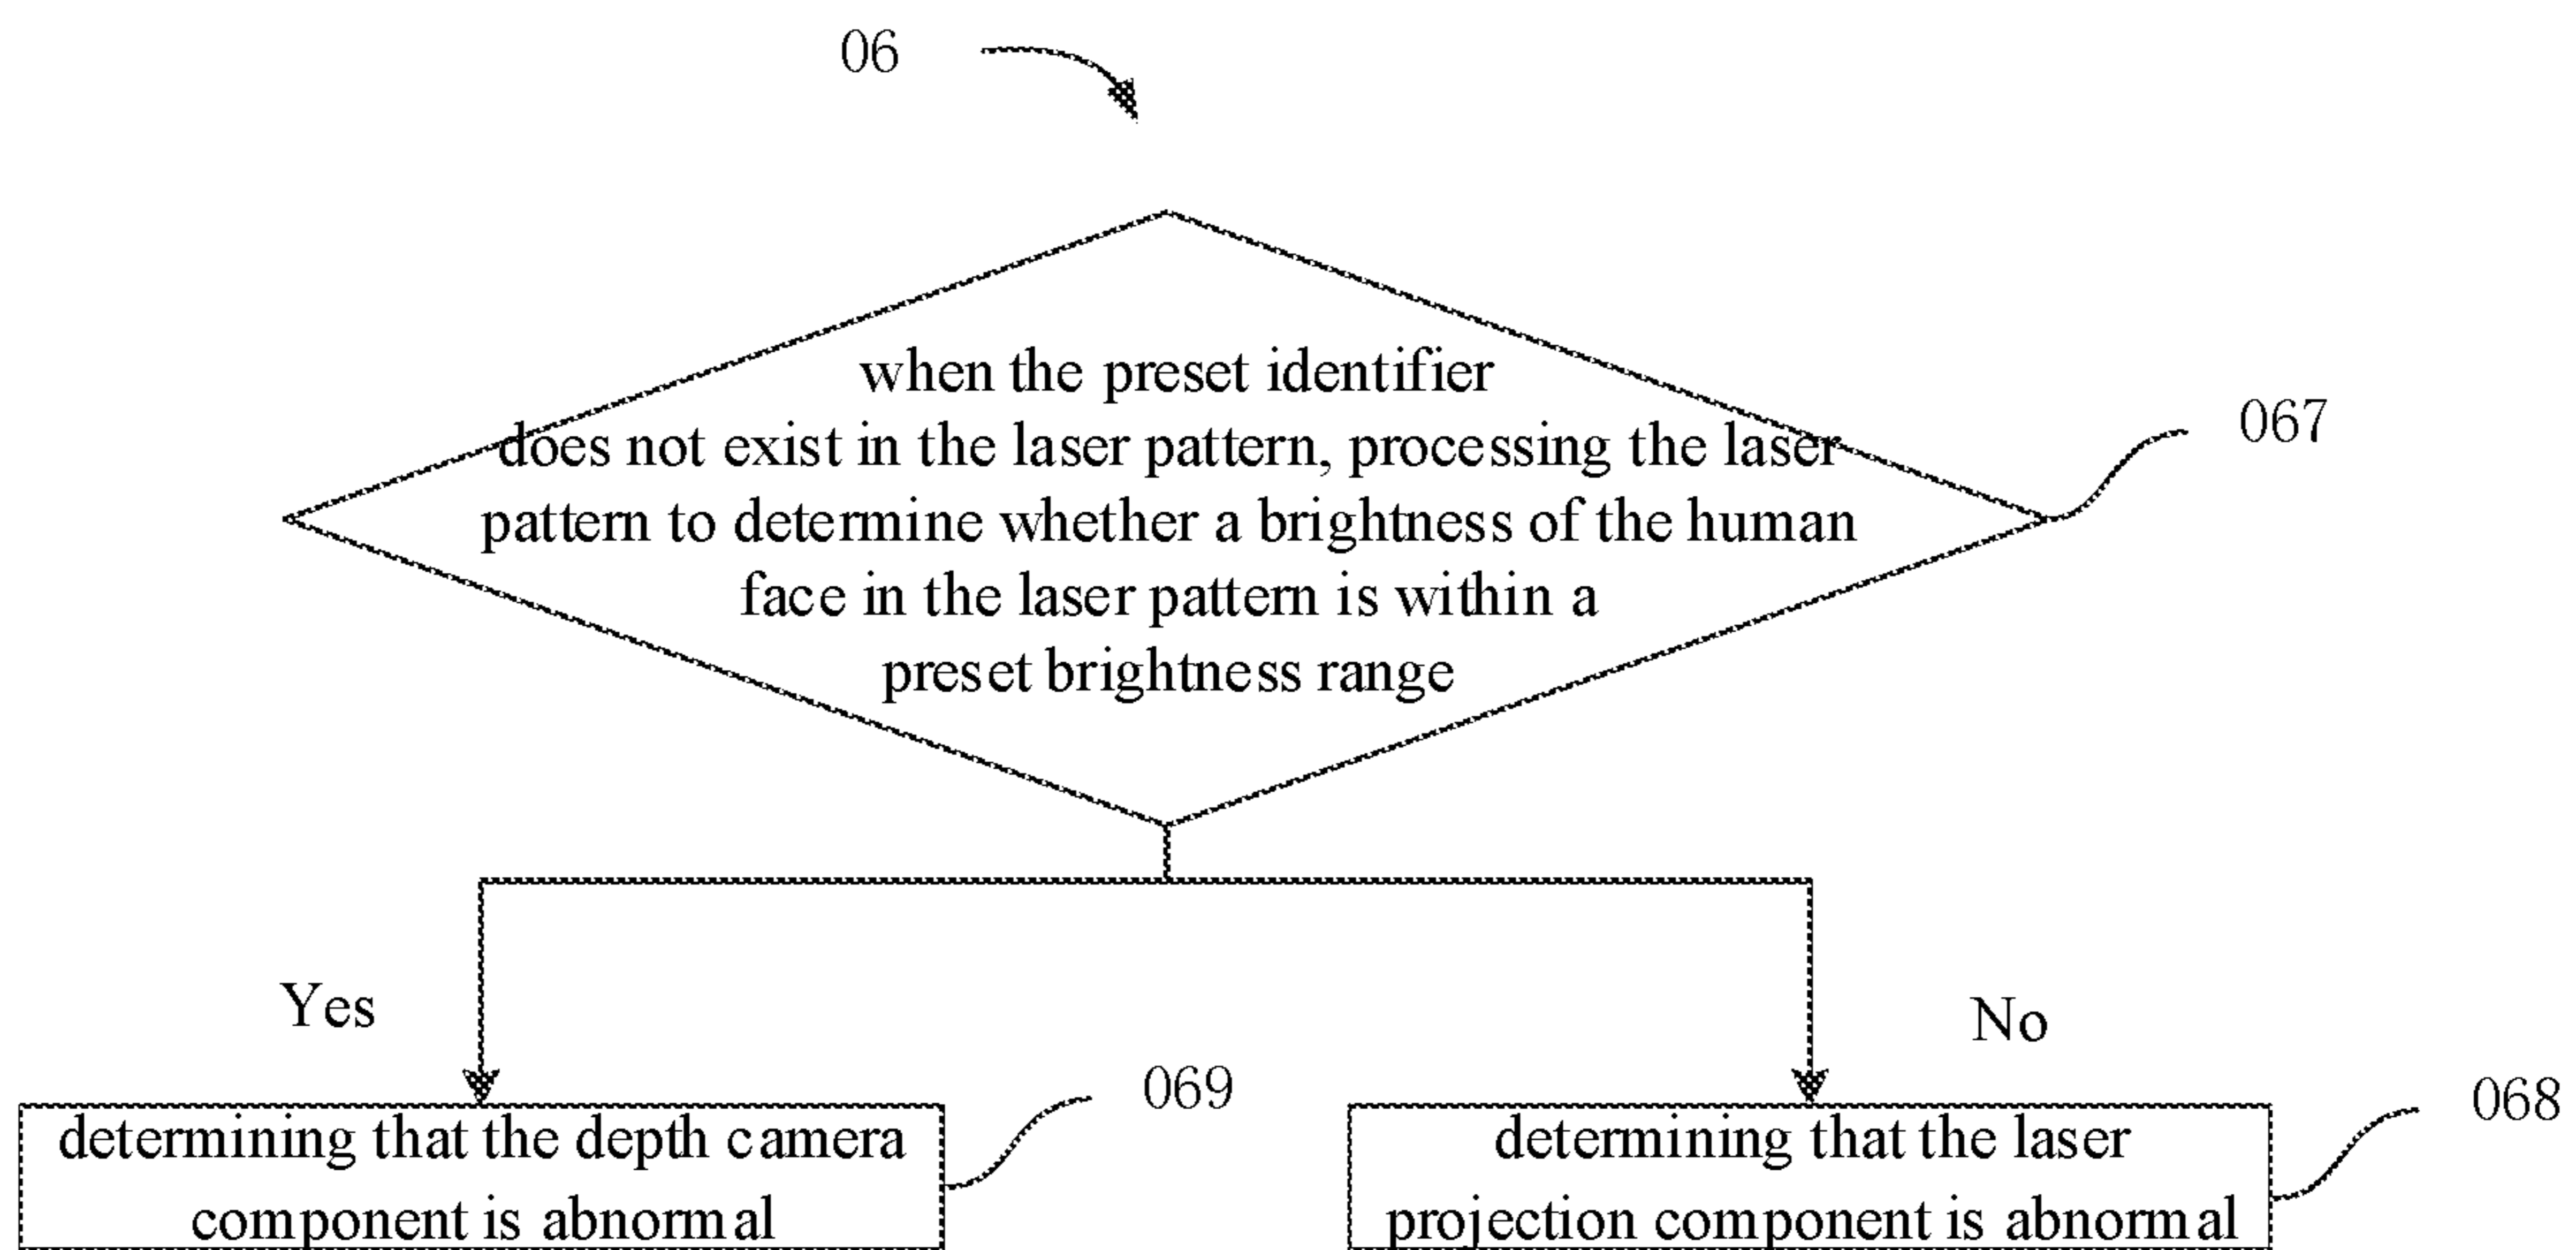 06
when the preset identifier
does not exist in the laser pattern, processing the laser
pattern to determine whether a brightness of the human
face in the laser pattern is within a
preset brightness range
067
Yes
No
determining that the depth camera
component is abnormal
069
determining that the laser
projection component is abnormal
068